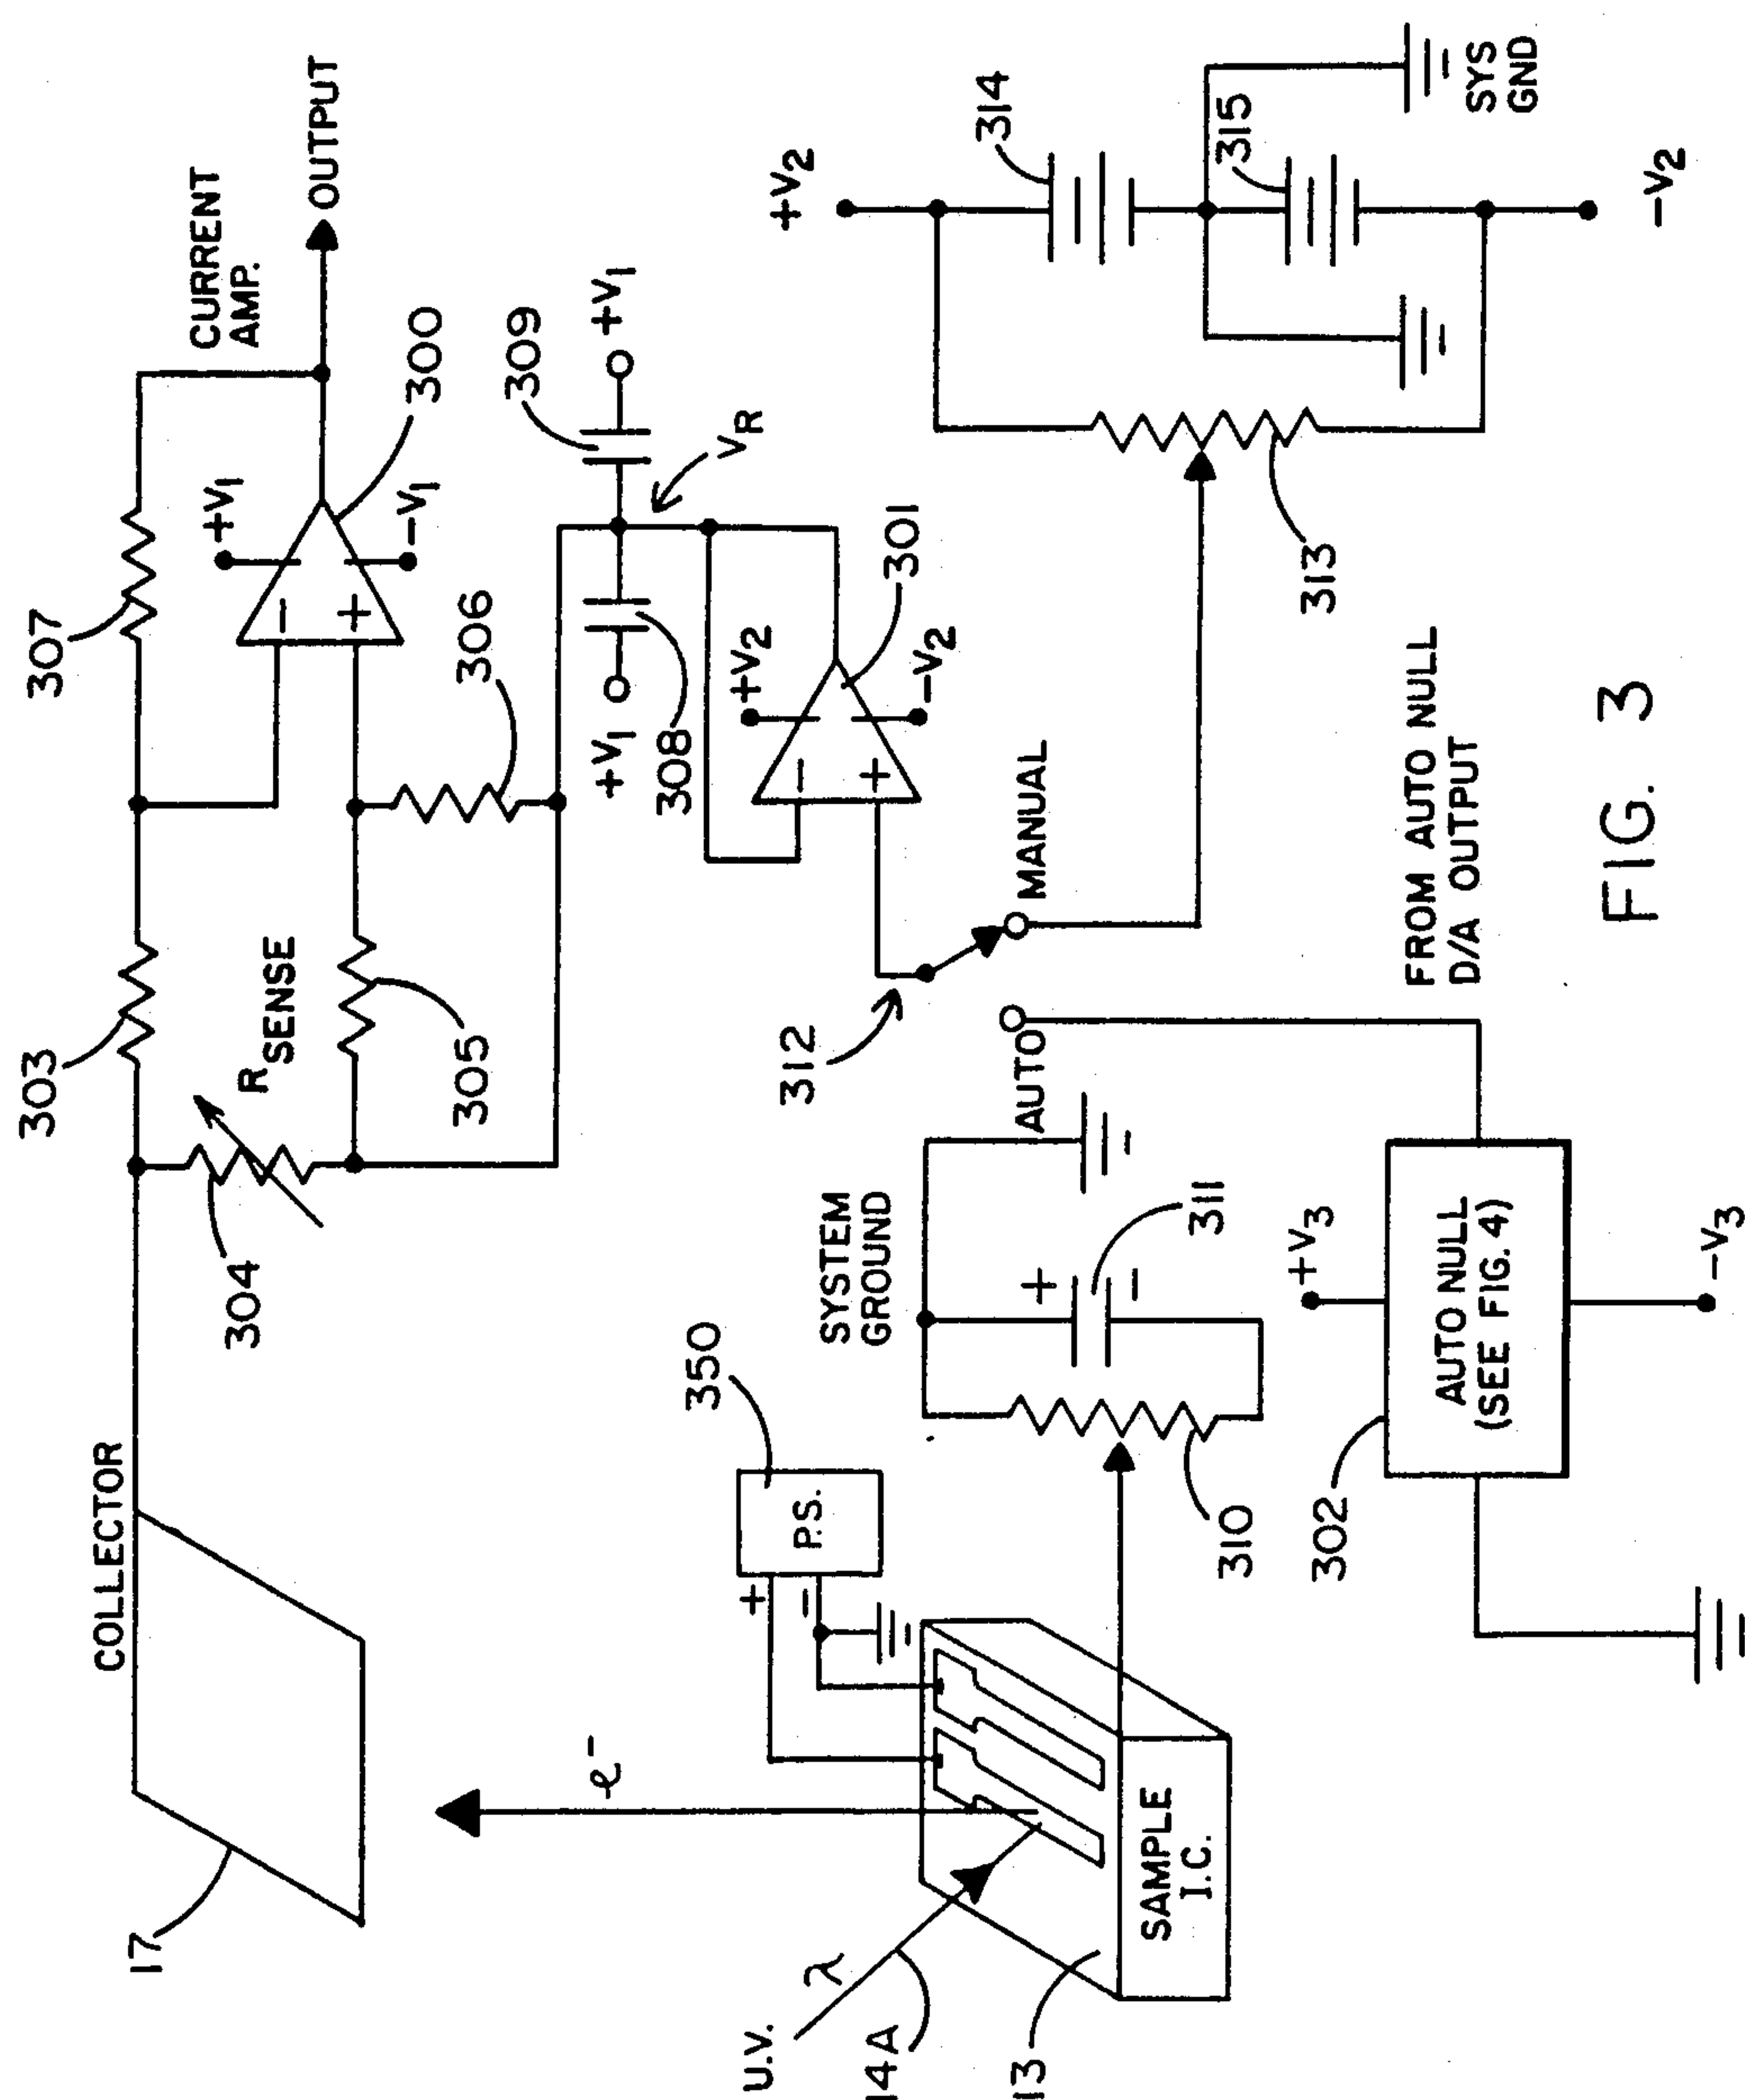 COLLECTOR
17
303
304
R SENSE
305
307
306
+V1
-V1
300
CURRENT
AMP.
OUTPUT
309
+V1
+V1
308
VR
+V2
-V2
301
312
MANUAL
AUTO
U.V.
λ
14A
13
e-
SAMPLE
I.C.
+
-
P.S.
350
SYSTEM
GROUND
+
-
311
310
302
+V3
AUTO NULL
(SEE FIG. 4)
-V3
FROM AUTO NULL
D/A OUTPUT
313
+V2
314
315
SYS
GND
-V2
-
+
-
+
FIG. 3